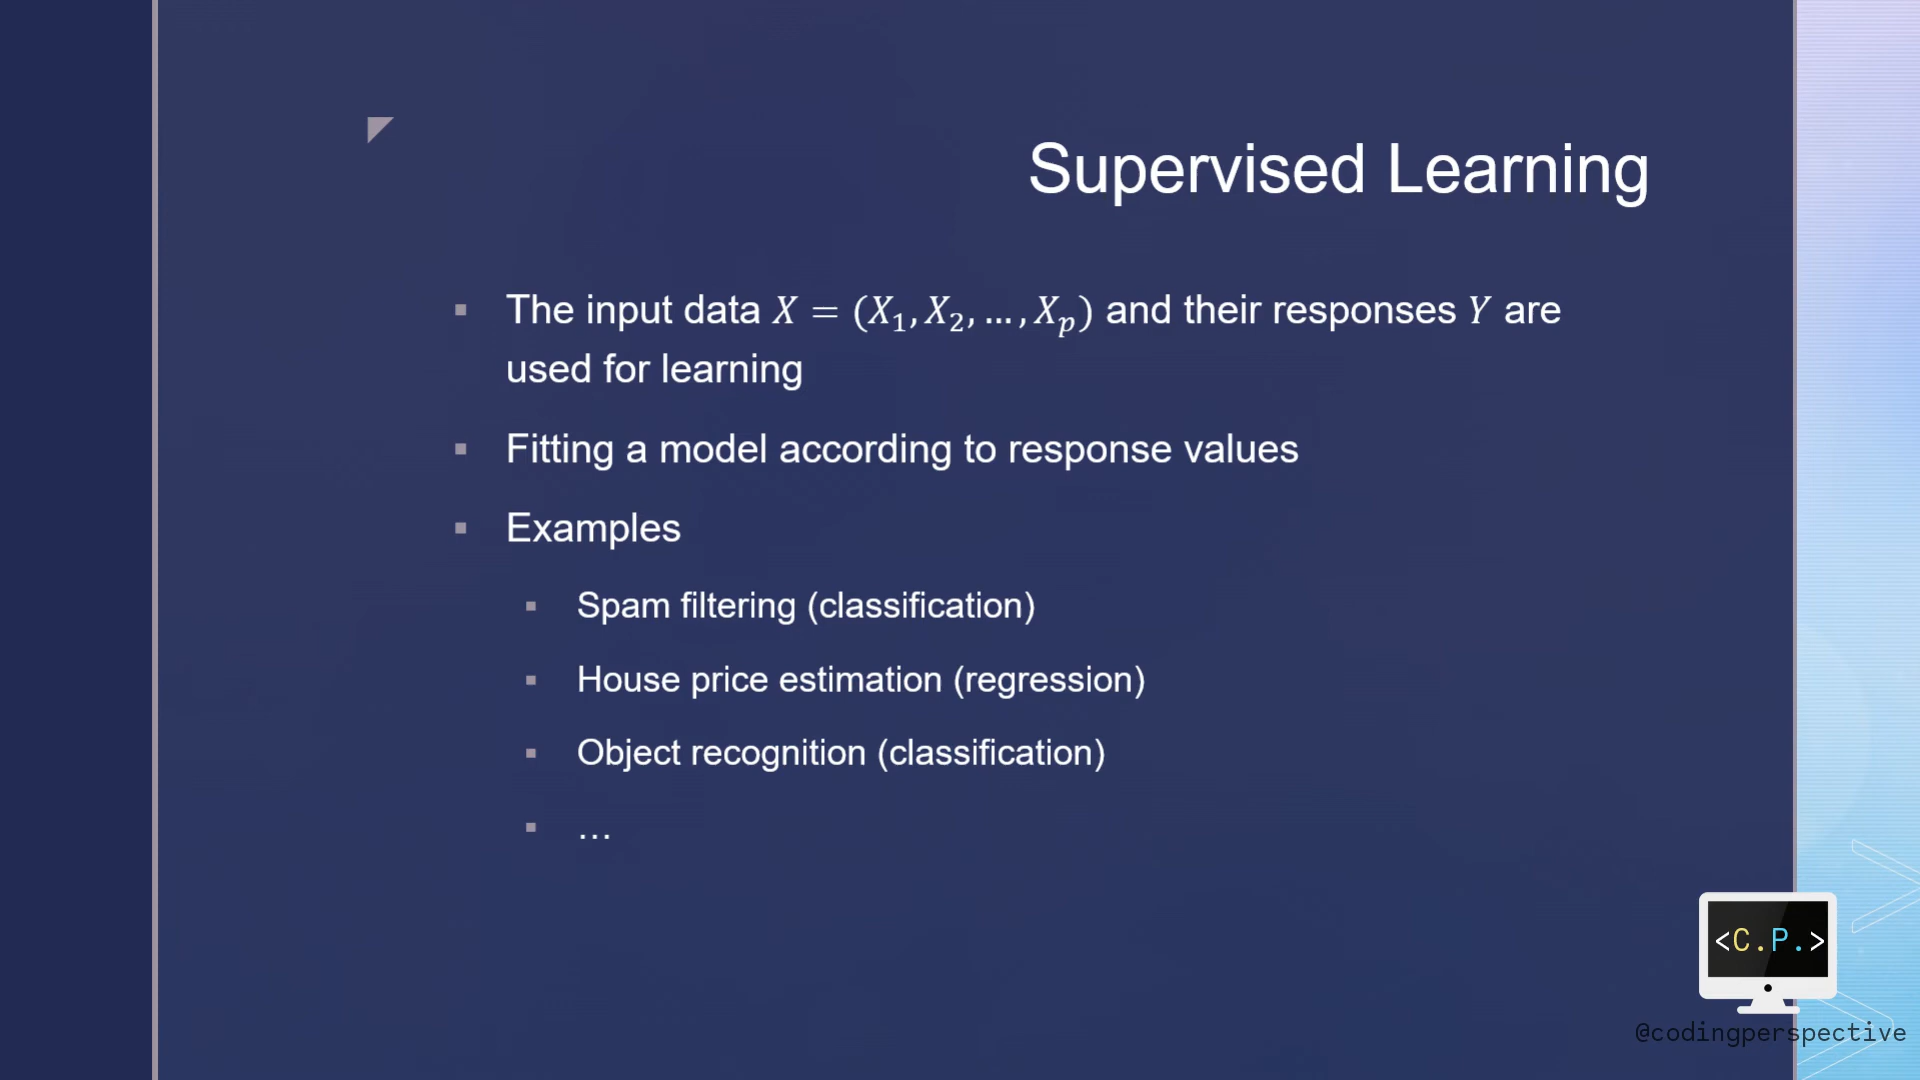 Supervised Learning
The input data X = (X₁, X₂, … , Xₚ) and their responses Y are
used for learning
Fitting a model according to response values
Examples
Spam filtering (classification)
House price estimation (regression)
Object recognition (classification)
…
<C.P.>
@codingperspective